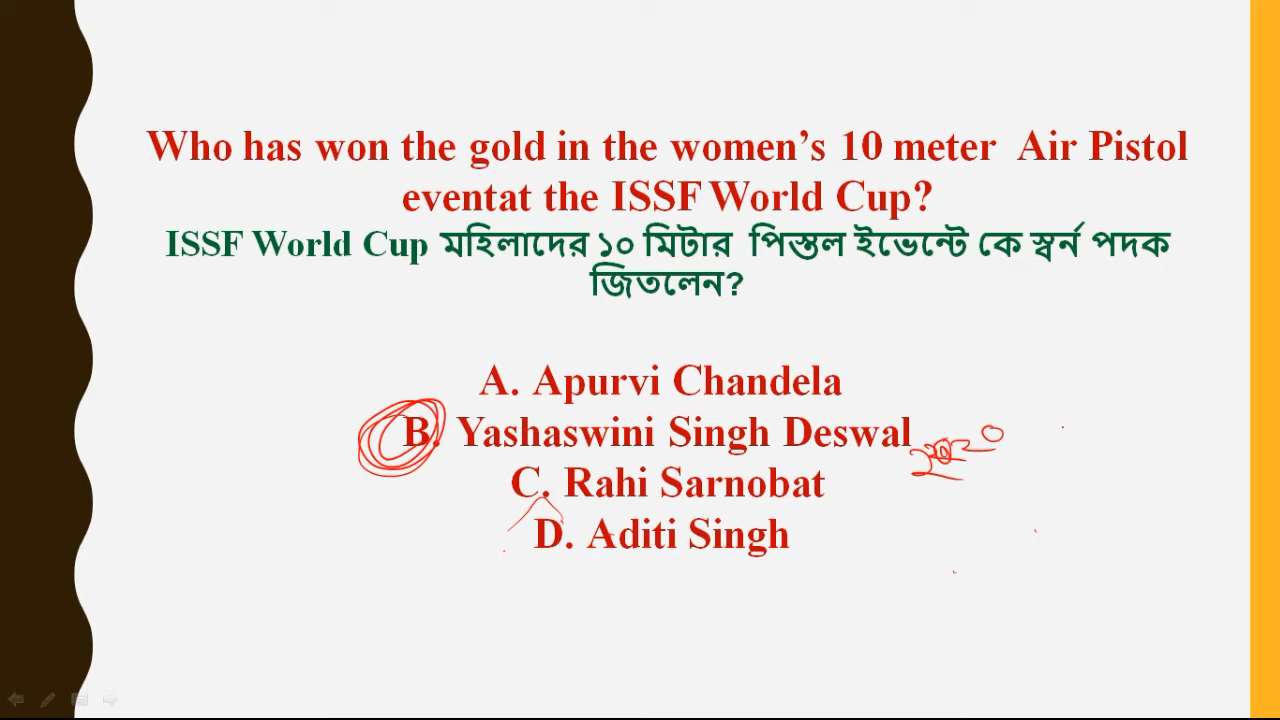 Who has won the gold in the women’s 10 meter Air Pistol
eventat the ISSF World Cup?
ISSF World Cup মহিলাদের ১০ মিটার পিস্তল ইভেন্টে কে স্বর্ন পদক
জিতলেন?
A. Apurvi Chandela
B. Yashaswini Singh Deswal
C. Rahi Sarnobat
D. Aditi Singh